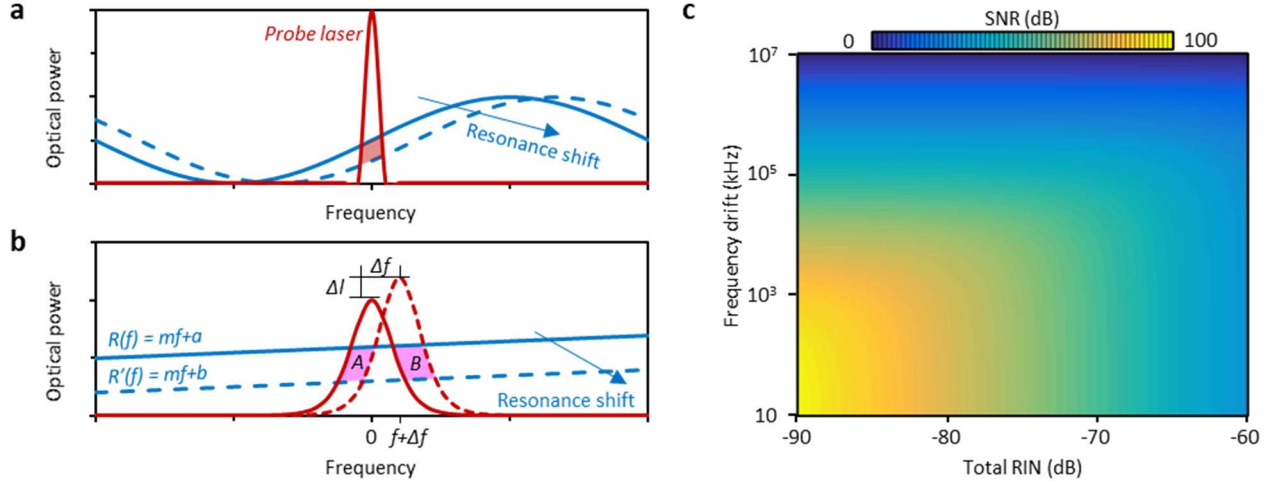 a
Probe laser
Optical power
Resonance shift
Frequency
b
Δf
ΔI
R(f) = mf+a
A
B
R’(f) = mf+b
Optical power
Resonance shift
0 f+Δf
Frequency
c
SNR (dB)
0 100
10⁷
10⁵
10³
10
Frequency drift (kHz)
-90 -80 -70 -60
Total RIN (dB)